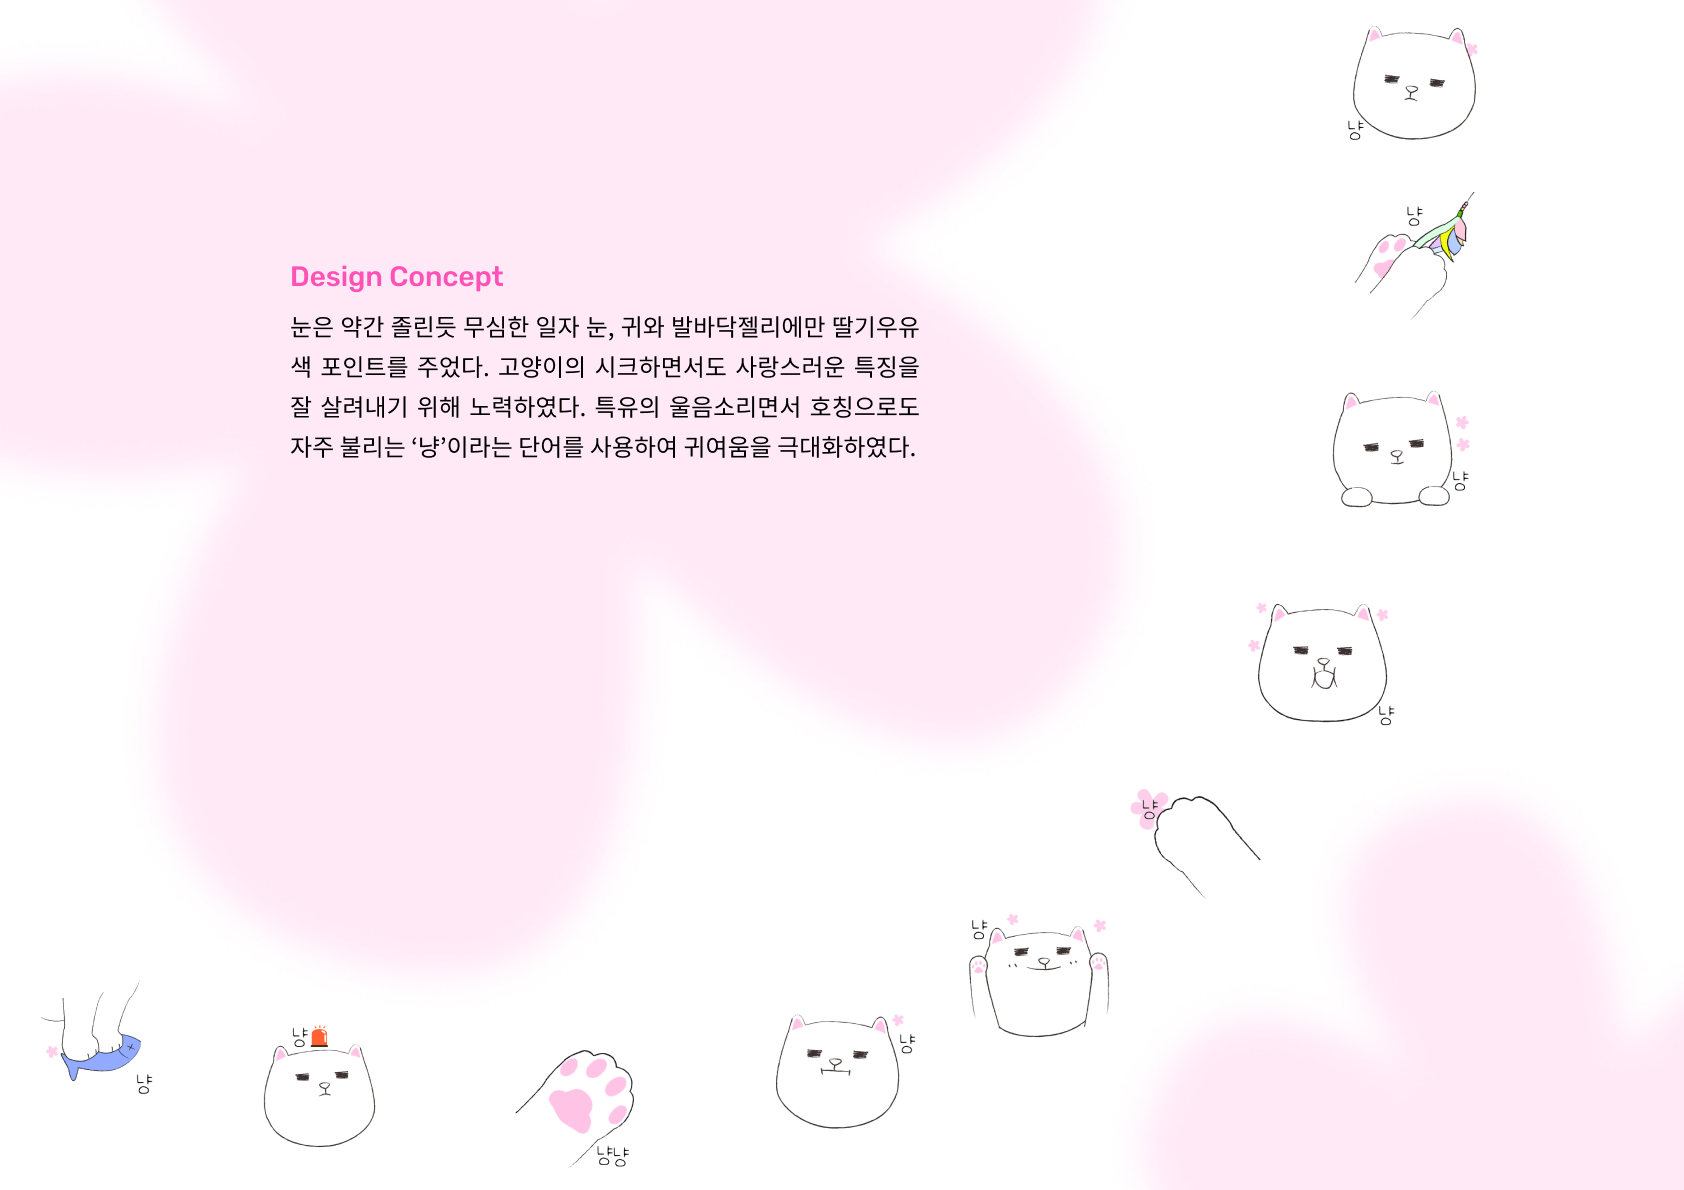 Design Concept
눈은 약간 졸린듯 무심한 일자 눈, 귀와 발바닥젤리에만 딸기우유
색 포인트를 주었다. 고양이의 시크하면서도 사랑스러운 특징을
잘 살려내기 위해 노력하였다. 특유의 울음소리면서 호칭으로도
자주 불리는 ‘냥’이라는 단어를 사용하여 귀여움을 극대화하였다.
냥
냥
냥
냥
냥
냥
냥
냥냥
냥
냥